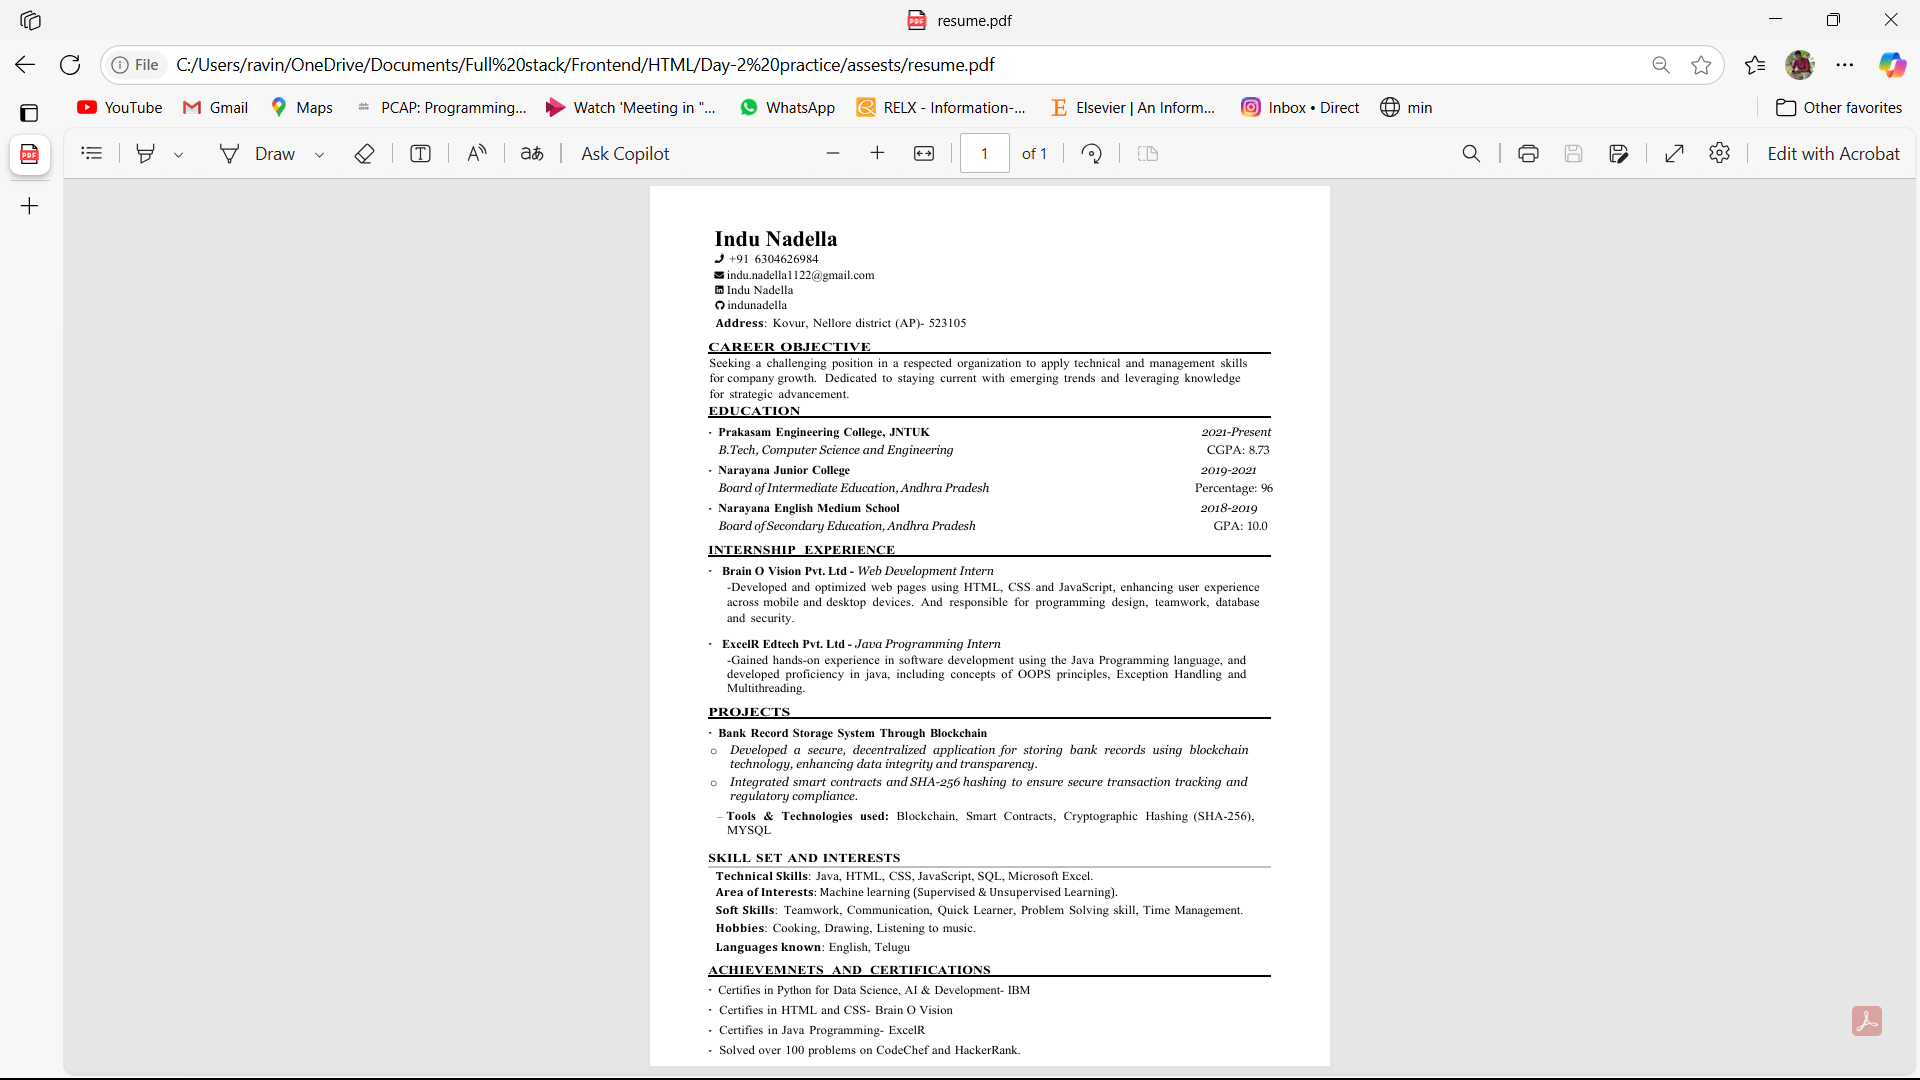 resume.pdf
File C:/Users/ravin/OneDrive/Documents/Full%20stack/Frontend/HTML/Day-2%20practice/assests/resume.pdf
YouTube Gmail Maps PCAP: Programming... Watch 'Meeting in "... WhatsApp RELX - Information-... Elsevier | An Inform... Inbox • Direct min Other favorites
Draw Ask Copilot 1 of 1 Edit with Acrobat
Indu Nadella
+91 6304626984
indu.nadella1122@gmail.com
Indu Nadella
indunadella
Address: Kovur, Nellore district (AP)- 523105
CAREER OBJECTIVE
Seeking a challenging position in a respected organization to apply technical and management skills
for company growth. Dedicated to staying current with emerging trends and leveraging knowledge
for strategic advancement.
EDUCATION
· Prakasam Engineering College, JNTUK 2021-Present
B.Tech, Computer Science and Engineering CGPA: 8.73
· Narayana Junior College 2019-2021
Board of Intermediate Education, Andhra Pradesh Percentage: 96
· Narayana English Medium School 2018-2019
Board of Secondary Education, Andhra Pradesh GPA: 10.0
INTERNSHIP EXPERIENCE
· Brain O Vision Pvt. Ltd - Web Development Intern
-Developed and optimized web pages using HTML, CSS and JavaScript, enhancing user experience
across mobile and desktop devices. And responsible for programming design, teamwork, database
and security.
· ExcelR Edtech Pvt. Ltd - Java Programming Intern
-Gained hands-on experience in software development using the Java Programming language, and
developed proficiency in java, including concepts of OOPS principles, Exception Handling and
Multithreading.
PROJECTS
· Bank Record Storage System Through Blockchain
o Developed a secure, decentralized application for storing bank records using blockchain
technology, enhancing data integrity and transparency.
o Integrated smart contracts and SHA-256 hashing to ensure secure transaction tracking and
regulatory compliance.
– Tools & Technologies used: Blockchain, Smart Contracts, Cryptographic Hashing (SHA-256),
MYSQL
SKILL SET AND INTERESTS
Technical Skills: Java, HTML, CSS, JavaScript, SQL, Microsoft Excel.
Area of Interests: Machine learning (Supervised & Unsupervised Learning).
Soft Skills: Teamwork, Communication, Quick Learner, Problem Solving skill, Time Management.
Hobbies: Cooking, Drawing, Listening to music.
Languages known: English, Telugu
ACHIEVEMNETS AND CERTIFICATIONS
· Certifies in Python for Data Science, AI & Development- IBM
· Certifies in HTML and CSS- Brain O Vision
· Certifies in Java Programming- ExcelR
· Solved over 100 problems on CodeChef and HackerRank.